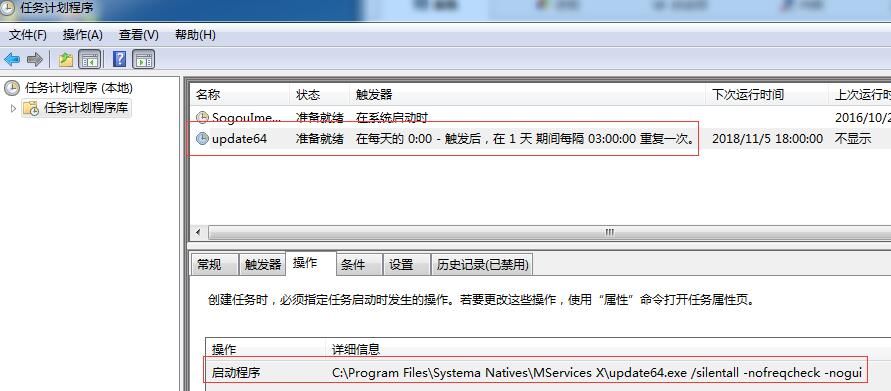 任务计划程序
文件(F) 操作(A) 查看(V) 帮助(H)
任务计划程序 (本地)
任务计划程序库
名称 状态 触发器 下次运行时间 上次运行时
SogouIme... 准备就绪 在系统启动时 2016/10/2
update64 准备就绪 在每天的 0:00 - 触发后，在 1 天 期间每隔 03:00:00 重复一次。 2018/11/5 18:00:00 不显示
常规 触发器 操作 条件 设置 历史记录(已禁用)
创建任务时，必须指定任务启动时发生的操作。若要更改这些操作，使用“属性”命令打开任务属性页。
操作 详细信息
启动程序 C:\Program Files\Systema Natives\MServices X\update64.exe /silentall -nofreqcheck -nogui